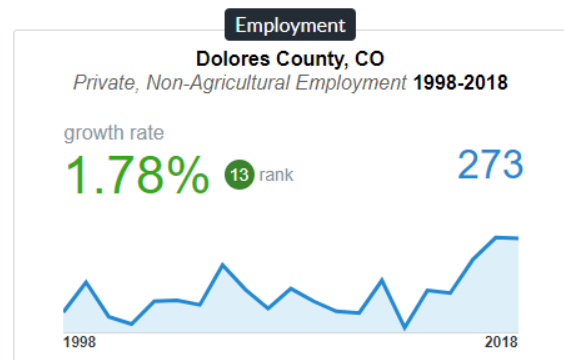 Employment
Dolores County, CO
Private, Non-Agricultural Employment 1998-2018
growth rate
1.78% 13 rank 273
1998 2018